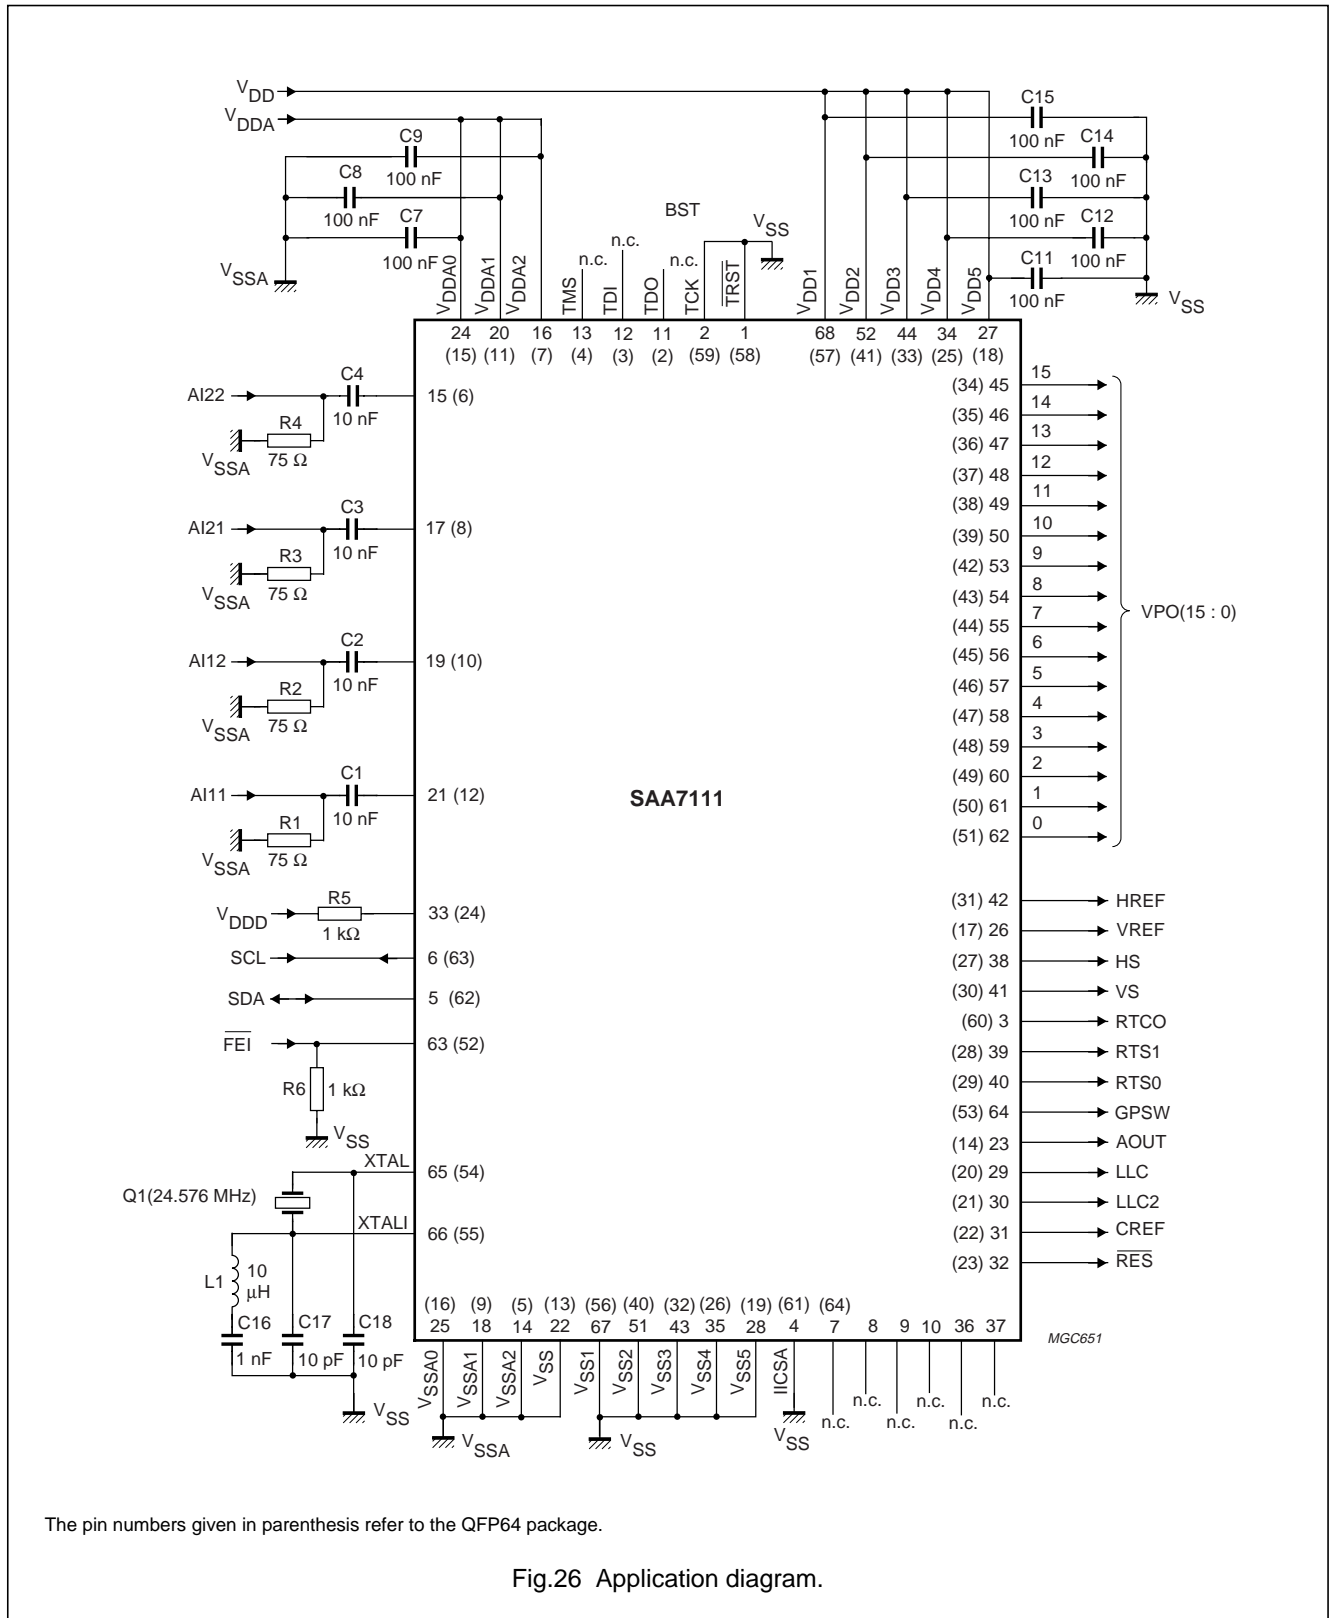 VDD
VDDA
C9
100 nF
C8
100 nF
C7
100 nF
VSSA
C15
100 nF
C14
100 nF
C13
100 nF
C12
100 nF
C11
100 nF
VSS
BST
VSS
n.c.
n.c.
n.c.
VDDA0
VDDA1
VDDA2
TMS
TDI
TDO
TCK
TRST
VDD1
VDD2
VDD3
VDD4
VDD5
24 20 16 13 12 11 2 1 68 52 44 34 27
(15) (11) (7) (4) (3) (2) (59) (58) (57) (41) (33) (25) (18)
AI22
C4
10 nF
15 (6)
R4
75 Ω
VSSA
AI21
C3
10 nF
17 (8)
R3
75 Ω
VSSA
AI12
C2
10 nF
19 (10)
R2
75 Ω
VSSA
AI11
C1
10 nF
21 (12)
R1
75 Ω
VSSA
VDDD
R5
1 kΩ
33 (24)
SCL
6 (63)
SDA
5 (62)
FEI
63 (52)
R6
1 kΩ
VSS
XTAL
65 (54)
Q1(24.576 MHz)
XTALI
66 (55)
L1
10
μH
C16
1 nF
C17
10 pF
C18
10 pF
VSS
SAA7111
(34) 45 15
(35) 46 14
(36) 47 13
(37) 48 12
(38) 49 11
(39) 50 10
(42) 53 9
(43) 54 8
(44) 55 7
(45) 56 6
(46) 57 5
(47) 58 4
(48) 59 3
(49) 60 2
(50) 61 1
(51) 62 0
VPO(15 : 0)
(31) 42 HREF
(17) 26 VREF
(27) 38 HS
(30) 41 VS
(60) 3 RTCO
(28) 39 RTS1
(29) 40 RTS0
(53) 64 GPSW
(14) 23 AOUT
(20) 29 LLC
(21) 30 LLC2
(22) 31 CREF
(23) 32 RES
(16) (9) (5) (13) (56) (40) (32) (26) (19) (61) (64)
25 18 14 22 67 51 43 35 28 4 7 8 9 10 36 37
MGC651
VSSA0
VSSA1
VSSA2
VSS
VSS1
VSS2
VSS3
VSS4
VSS5
IICSA
n.c.
n.c.
n.c.
n.c.
n.c.
n.c.
VSSA
VSS
VSS
The pin numbers given in parenthesis refer to the QFP64 package.
Fig.26 Application diagram.